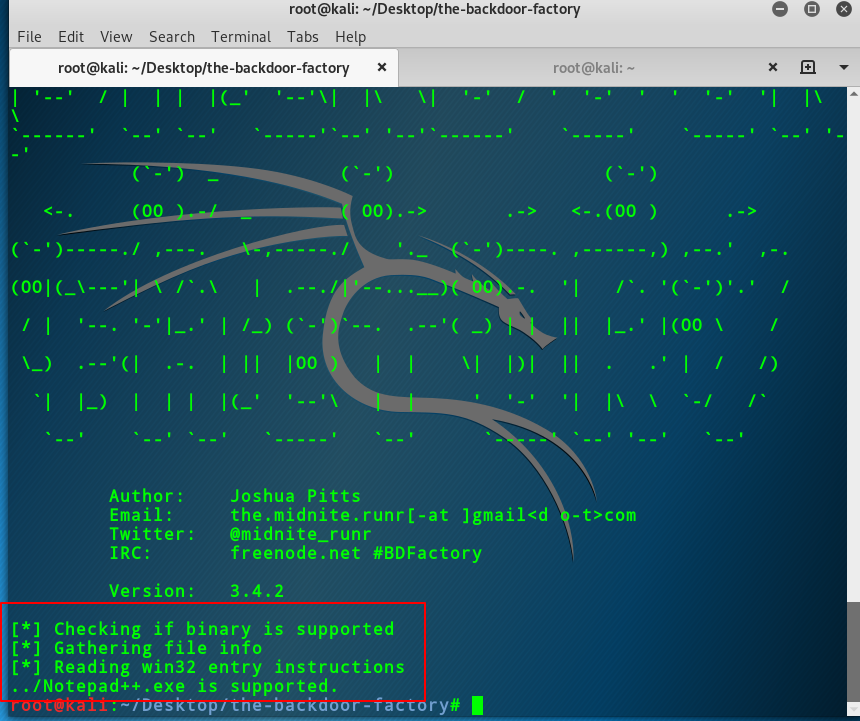 root@kali: ~/Desktop/the-backdoor-factory
File Edit View Search Terminal Tabs Help
root@kali: ~/Desktop/the-backdoor-factory × root@kali: ~ ×
Author: Joshua Pitts
Email: the.midnite.runr[-at ]gmail<d o-t>com
Twitter: @midnite_runr
IRC: freenode.net #BDFactory
Version: 3.4.2
[*] Checking if binary is supported
[*] Gathering file info
[*] Reading win32 entry instructions
../Notepad++.exe is supported.
root@kali:~/Desktop/the-backdoor-factory#